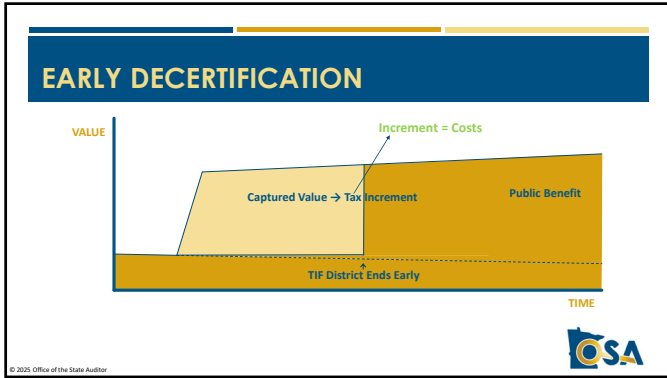 EARLY DECERTIFICATION
VALUE
Increment = Costs
Captured Value → Tax Increment
Public Benefit
TIF District Ends Early
TIME
OSA
© 2025 Office of the State Auditor